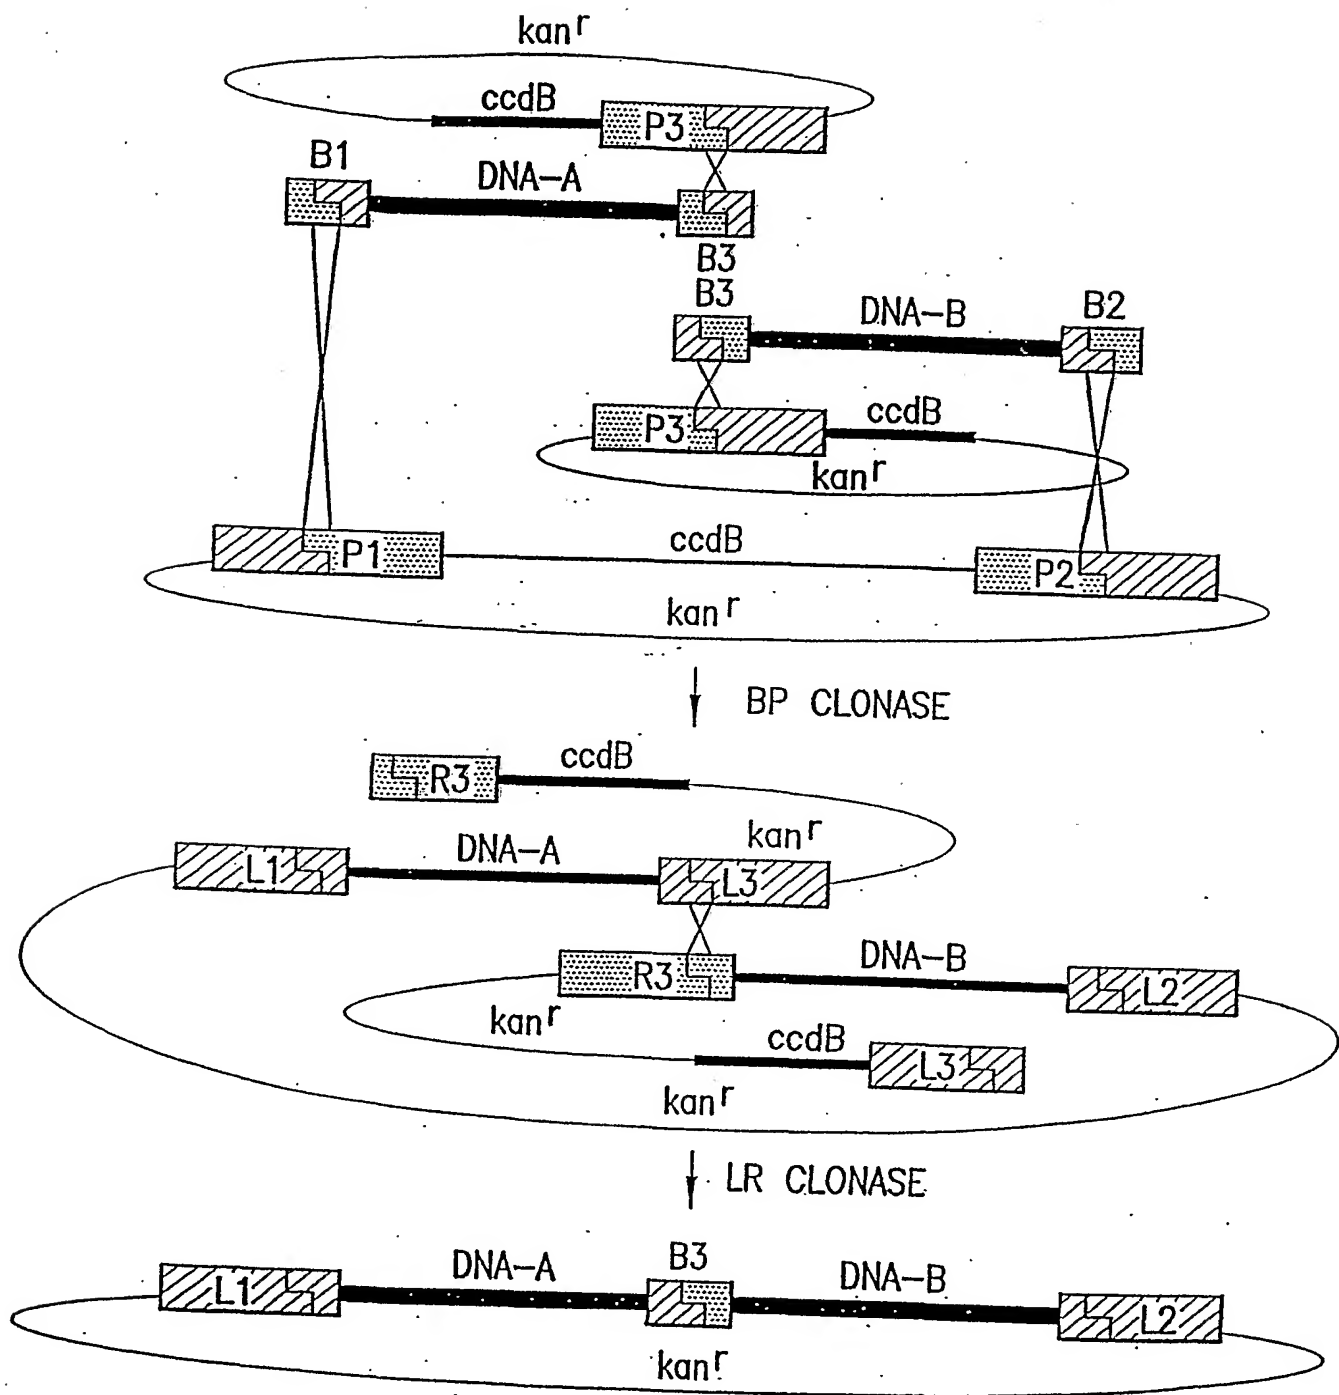 kanʳ
ccdB
P3
B1
DNA-A
B3
B3
DNA-B
B2
P3
ccdB
kanʳ
P1
ccdB
P2
kanʳ
BP CLONASE
R3
ccdB
kanʳ
L1
DNA-A
L3
R3
DNA-B
L2
kanʳ
ccdB
L3
kanʳ
LR CLONASE
L1
DNA-A
B3
DNA-B
L2
kanʳ